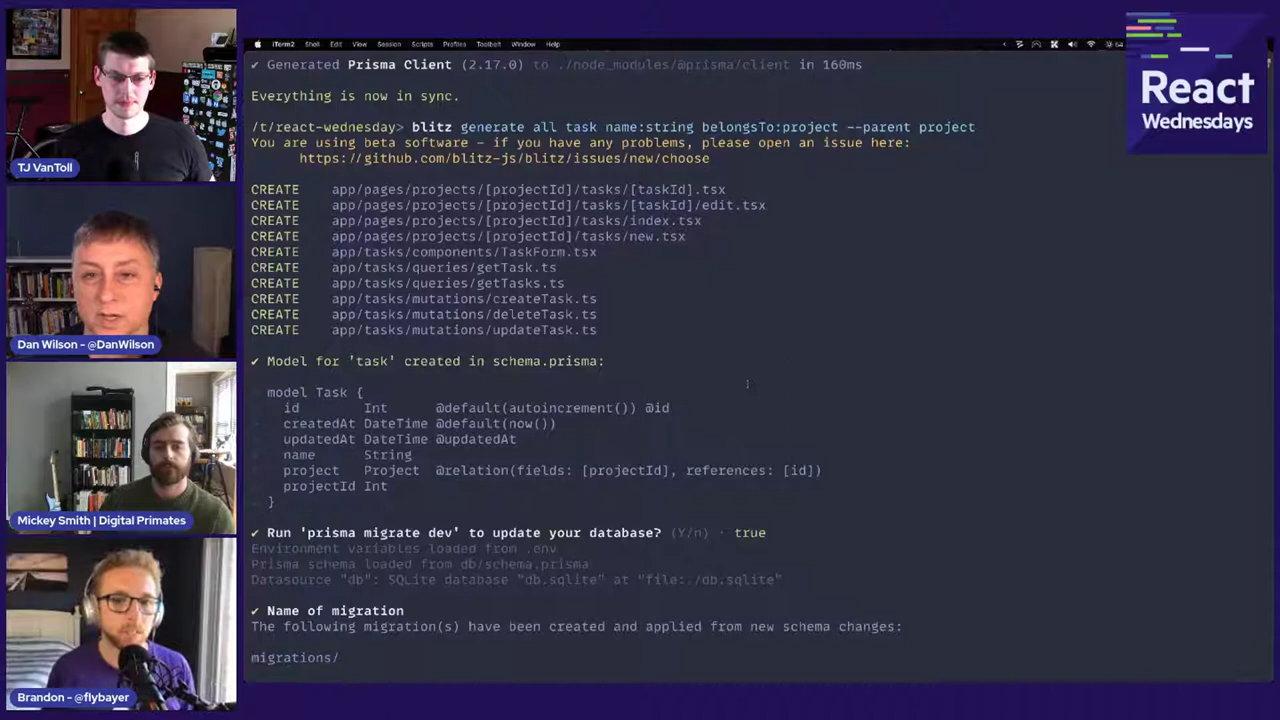 TJ VanToll
Dan Wilson - @DanWilson
Mickey Smith | Digital Primates
Brandon - @flybayer
React
Wednesdays
iTerm2 Shell Edit View Session Scripts Profiles Toolbelt Window Help
✔ Generated Prisma Client (2.17.0) to ./node_modules/@prisma/client in 160ms
Everything is now in sync.
/t/react-wednesday> blitz generate all task name:string belongsTo:project --parent project
You are using beta software - if you have any problems, please open an issue here:
https://github.com/blitz-js/blitz/issues/new/choose
CREATE app/pages/projects/[projectId]/tasks/[taskId].tsx
CREATE app/pages/projects/[projectId]/tasks/[taskId]/edit.tsx
CREATE app/pages/projects/[projectId]/tasks/index.tsx
CREATE app/pages/projects/[projectId]/tasks/new.tsx
CREATE app/tasks/components/TaskForm.tsx
CREATE app/tasks/queries/getTask.ts
CREATE app/tasks/queries/getTasks.ts
CREATE app/tasks/mutations/createTask.ts
CREATE app/tasks/mutations/deleteTask.ts
CREATE app/tasks/mutations/updateTask.ts
✔ Model for 'task' created in schema.prisma:
model Task {
id Int @default(autoincrement()) @id
createdAt DateTime @default(now())
updatedAt DateTime @updatedAt
name String
project Project @relation(fields: [projectId], references: [id])
projectId Int
}
✔ Run 'prisma migrate dev' to update your database? (Y/n) · true
Environment variables loaded from .env
Prisma schema loaded from db/schema.prisma
Datasource "db": SQLite database "db.sqlite" at "file:./db.sqlite"
✔ Name of migration
The following migration(s) have been created and applied from new schema changes:
migrations/